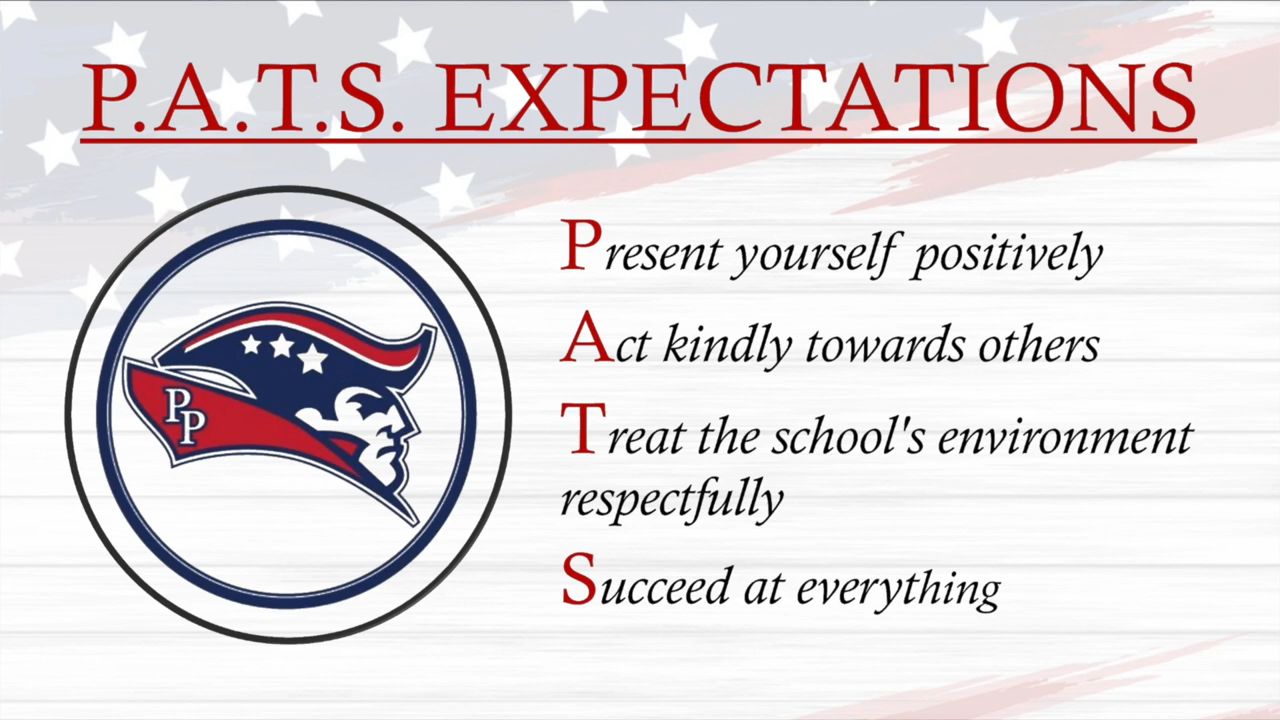 P.A.T.S. EXPECTATIONS
PP
Present yourself positively
Act kindly towards others
Treat the school's environment
respectfully
Succeed at everything